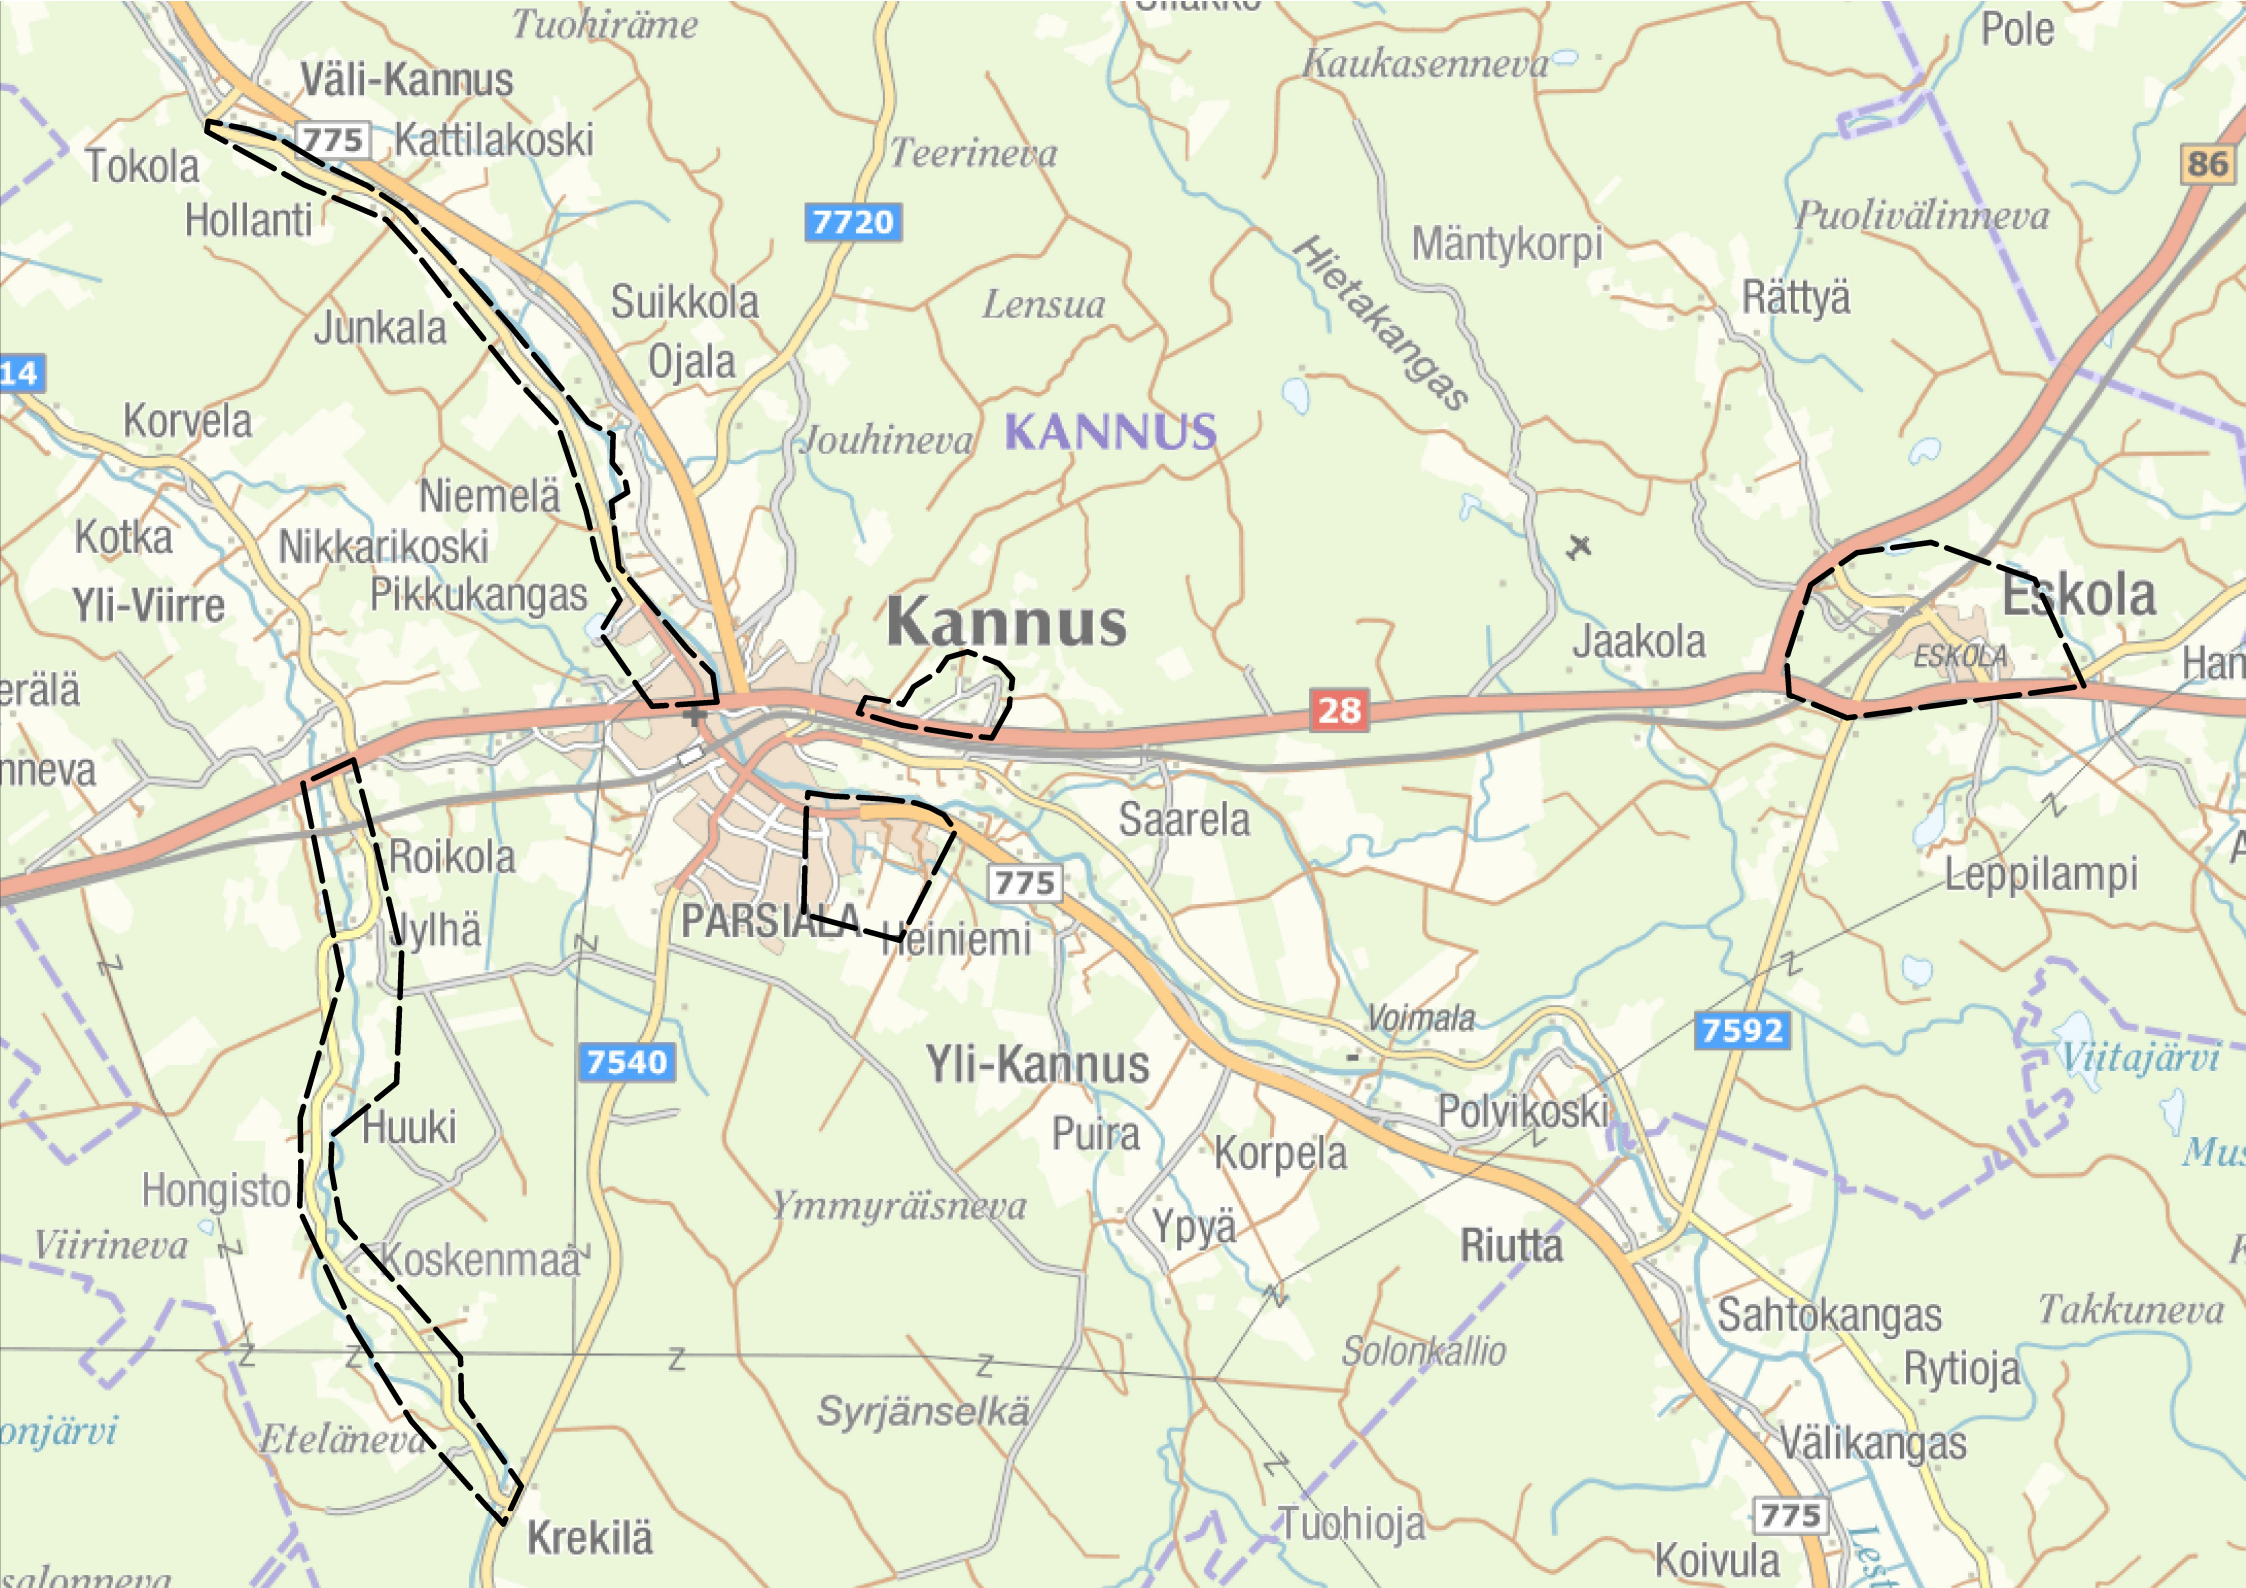 Tuohiräme
Pole
Väli-Kannus
Kaukasenneva
775
Kattilakoski
Teerineva
86
Tokola
Hollanti
7720
Puolivälinneva
Mäntykorpi
Hietakangas
Rättyä
Suikkola
Lensua
Junkala
Ojala
14
Korvela
KANNUS
Jouhineva
Niemelä
Kotka
Nikkarikoski
Pikkukangas
Yli-Viirre
Kannus
Eskola
Jaakola
ESKOLA
28
Saarela
Roikola
775
Leppilampi
Jylhä
PARSIALA
Heiniemi
Voimala
7592
7540
Yli-Kannus
Viitajärvi
Huuki
Puira
Polvikoski
Korpela
Hongisto
Ymmyräisneva
Ypyä
Viirineva
Koskenmaa
Riutta
Sahtokangas
Takkuneva
Solonkallio
Rytioja
Syrjänselkä
Eteläneva
Välikangas
775
Krekilä
Tuohioja
Koivula